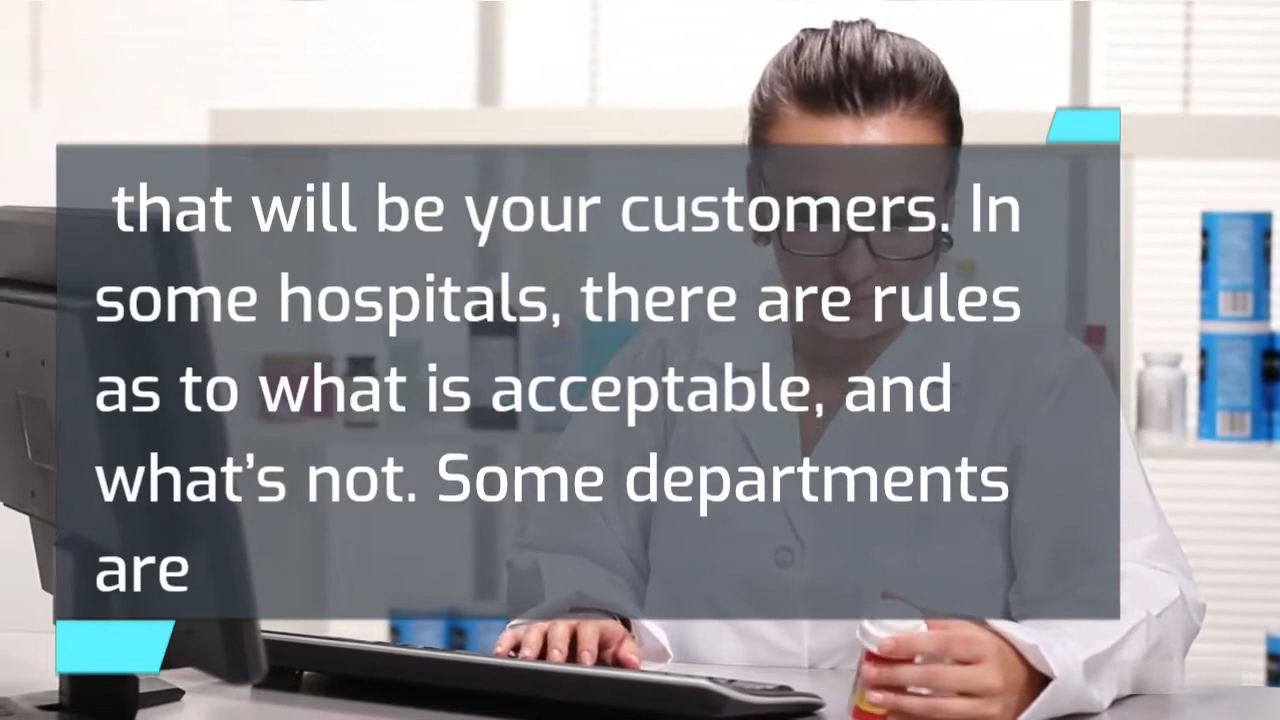 that will be your customers. In
some hospitals, there are rules
as to what is acceptable, and
what’s not. Some departments
are